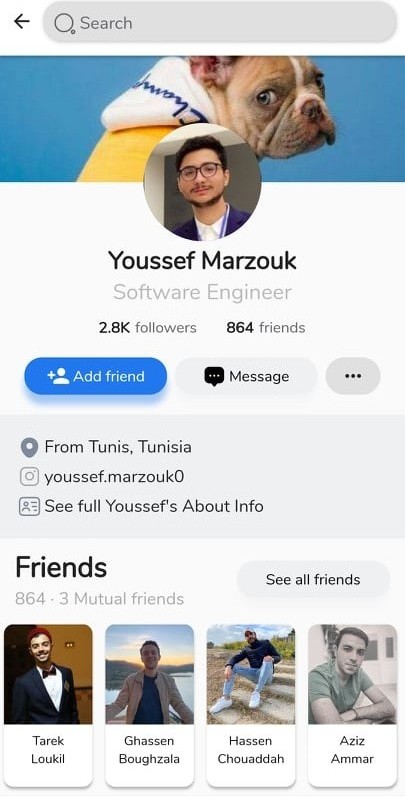 Search
Champ
Youssef Marzouk
Software Engineer
2.8K followers 864 friends
Add friend
Message
From Tunis, Tunisia
youssef.marzouk0
See full Youssef's About Info
Friends
See all friends
864 · 3 Mutual friends
Tarek
Loukil
Ghassen
Boughzala
Hassen
Chouaddah
Aziz
Ammar